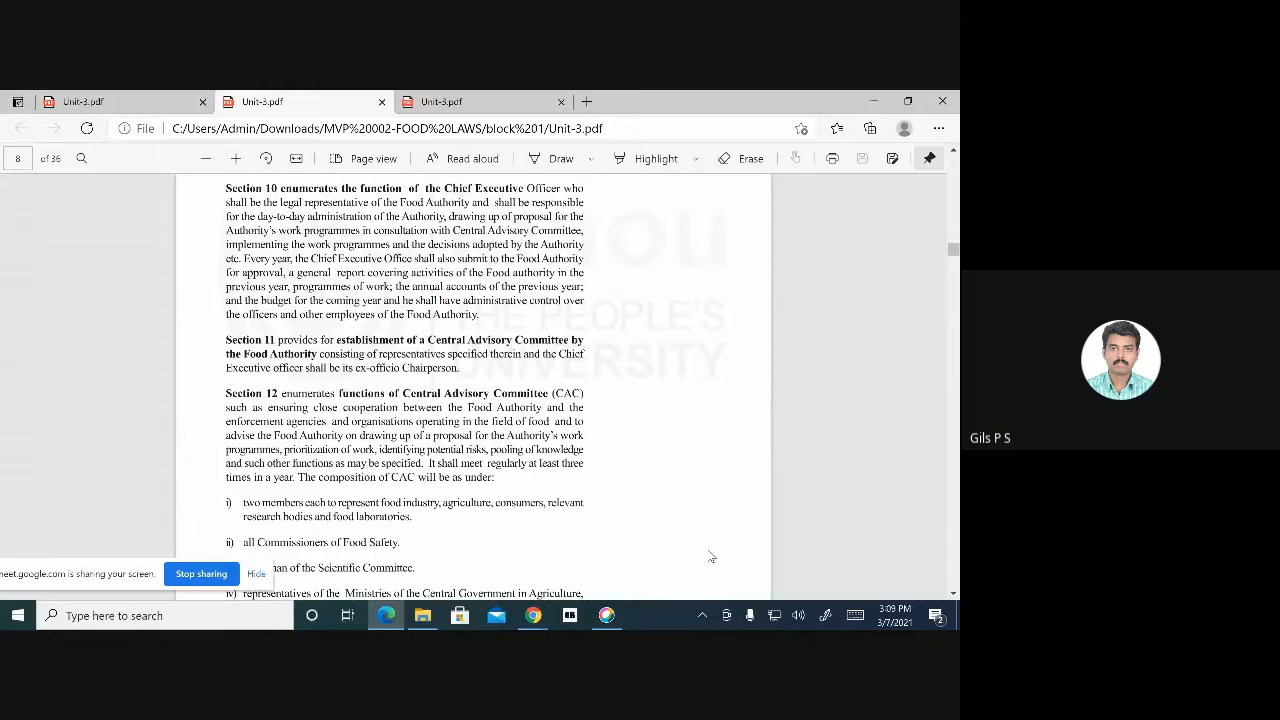 Unit-3.pdf
Unit-3.pdf
Unit-3.pdf
File C:/Users/Admin/Downloads/MVP%20002-FOOD%20LAWS/block%201/Unit-3.pdf
8 of 36
Page view
Read aloud
Draw
Highlight
Erase
Section 10 enumerates the function of the Chief Executive Officer who
shall be the legal representative of the Food Authority and shall be responsible
for the day-to-day administration of the Authority, drawing up of proposal for the
Authority's work programmes in consultation with Central Advisory Committee,
implementing the work programmes and the decisions adopted by the Authority
etc. Every year, the Chief Executive Office shall also submit to the Food Authority
for approval, a general report covering activities of the Food authority in the
previous year, programmes of work; the annual accounts of the previous year;
and the budget for the coming year and he shall have administrative control over
the officers and other employees of the Food Authority.
THE PEOPLE'S
UNIVERSITY
Section 11 provides for establishment of a Central Advisory Committee by
the Food Authority consisting of representatives specified therein and the Chief
Executive officer shall be its ex-officio Chairperson.
Section 12 enumerates functions of Central Advisory Committee (CAC)
such as ensuring close cooperation between the Food Authority and the
enforcement agencies and organisations operating in the field of food and to
advise the Food Authority on drawing up of a proposal for the Authority's work
programmes, prioritization of work, identifying potential risks, pooling of knowledge
and such other functions as may be specified. It shall meet regularly at least three
times in a year. The composition of CAC will be as under:
i) two members each to represent food industry, agriculture, consumers, relevant
research bodies and food laboratories.
ii) all Commissioners of Food Safety.
man of the Scientific Committee.
iv) representatives of the Ministries of the Central Government in Agriculture,
meet.google.com is sharing your screen.
Stop sharing
Hide
Type here to search
3:09 PM
3/7/2021
2
Gils P S